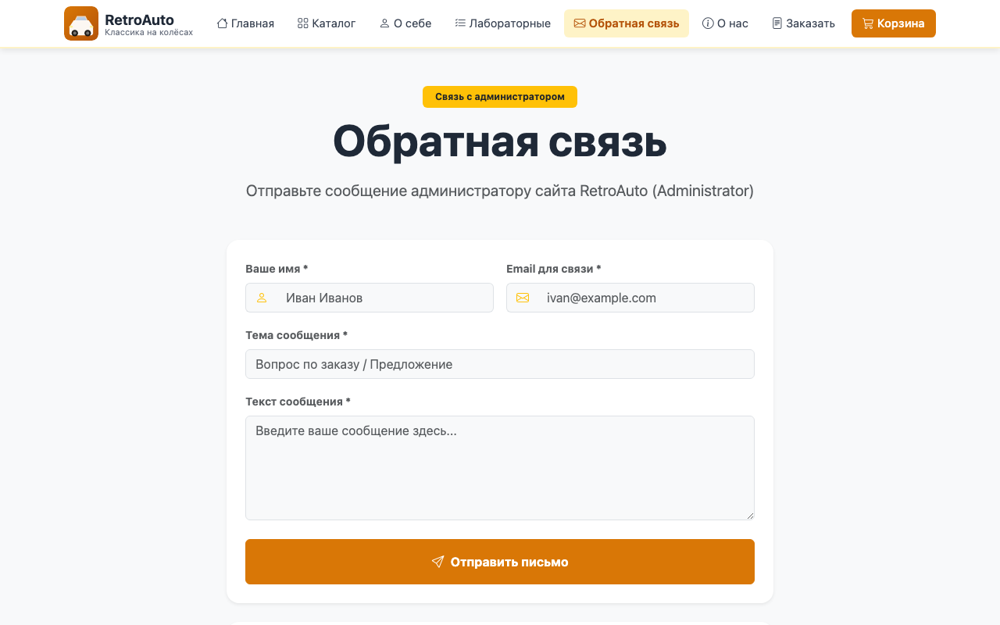 RetroAuto
Классика на колёсах
Главная
Каталог
О себе
Лабораторные
Обратная связь
О нас
Заказать
Корзина
Связь с администратором
Обратная связь
Отправьте сообщение администратору сайта RetroAuto (Administrator)
Ваше имя *
Email для связи *
Иван Иванов
ivan@example.com
Тема сообщения *
Вопрос по заказу / Предложение
Текст сообщения *
Введите ваше сообщение здесь...
Отправить письмо